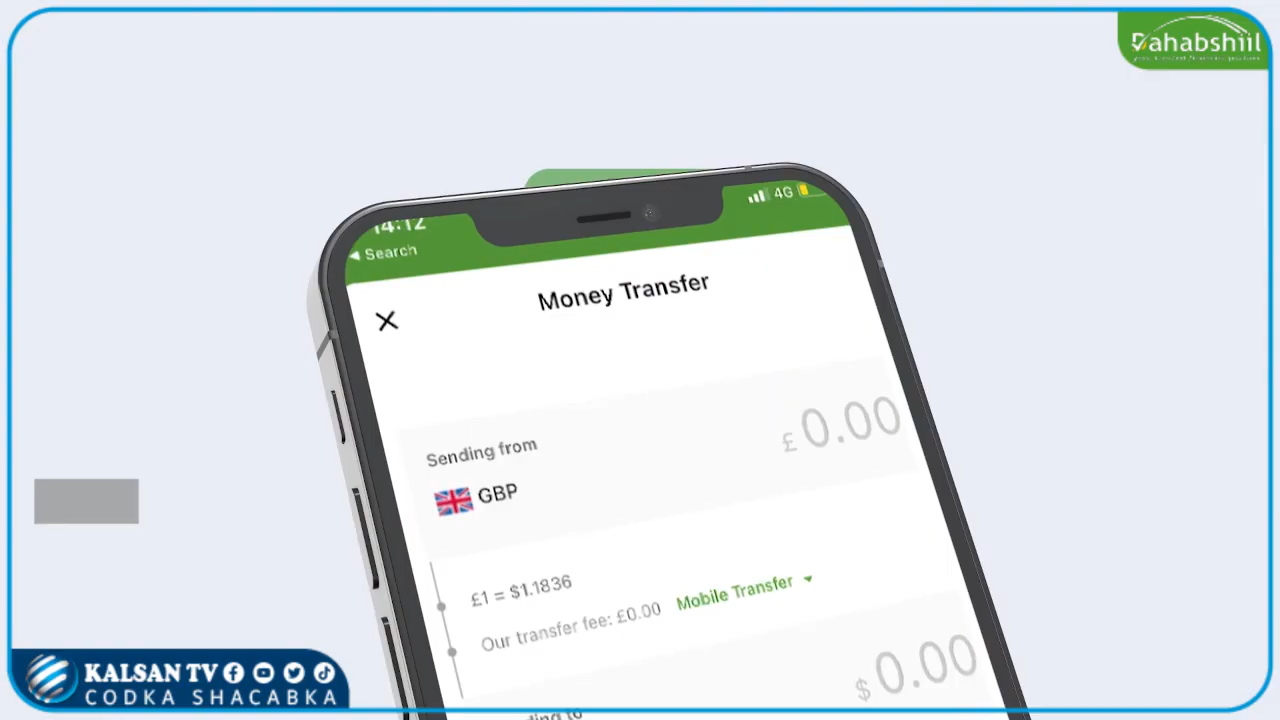 Dahabshiil
14:12
4G
Search
Money Transfer
Sending from
£ 0.00
GBP
£1 = $1.1836
Our transfer fee: £0.00 Mobile Transfer
$ 0.00
KALSAN TV
CODKA SHACABKA